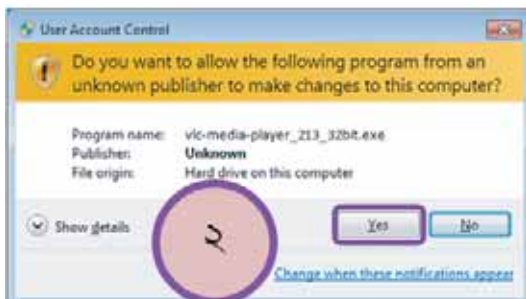 User Account Control
Do you want to allow the following program from an
unknown publisher to make changes to this computer?
Program name: vlc-media-player_213_32bit.exe
Publisher: Unknown
File origin: Hard drive on this computer
Show details
২
Yes
No
Change when these notifications appear